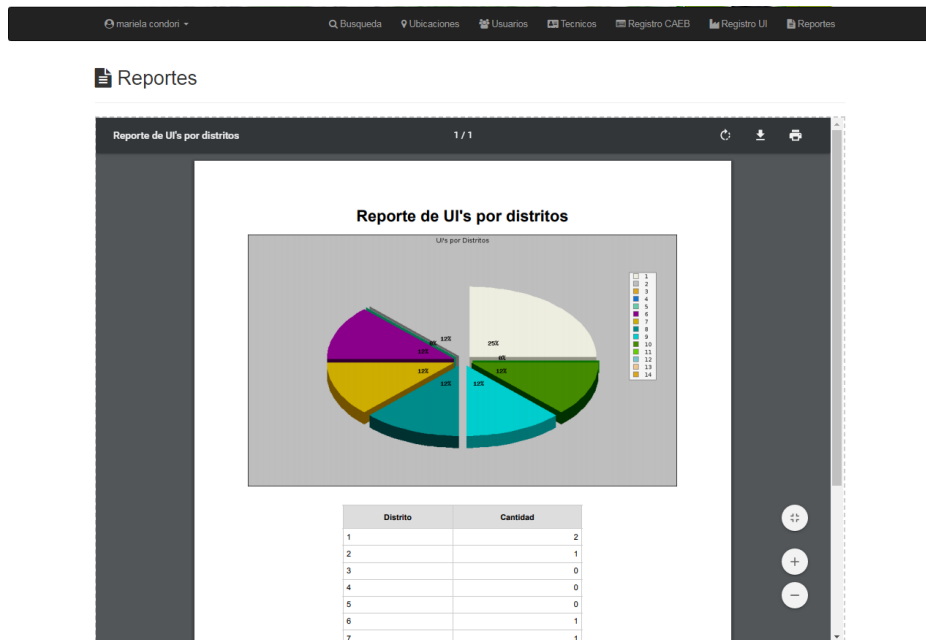 mariela condori
Busqueda
Ubicaciones
Usuarios
Tecnicos
Registro CAEB
Registro UI
Reportes
Reportes
Reporte de UI's por distritos
1 / 1
Reporte de UI's por distritos
UI's por Distritos
12%
0%
12%
25%
0%
12%
12%
12%
12%
1
2
3
4
5
6
7
8
9
10
11
12
13
14
Distrito Cantidad
1 2
2 1
3 0
4 0
5 0
6 1
7 1